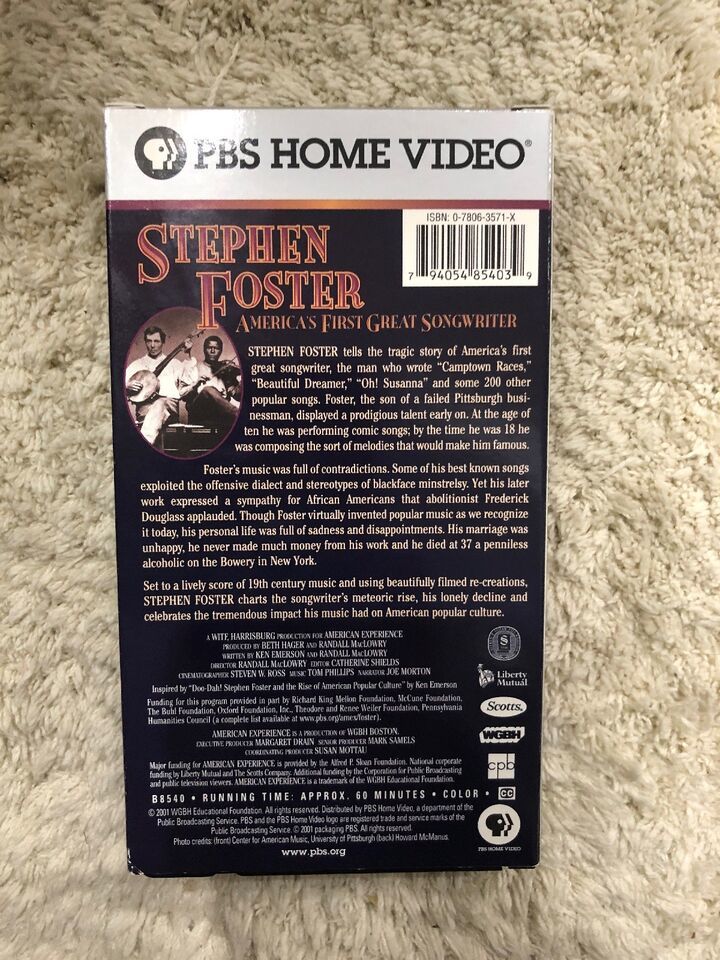 PBS HOME VIDEO®
ISBN: 0-7806-3571-X
7 94054 85403 9
STEPHEN
FOSTER
AMERICA'S FIRST GREAT SONGWRITER
STEPHEN FOSTER tells the tragic story of America's first
great songwriter, the man who wrote "Camptown Races,"
"Beautiful Dreamer," "Oh! Susanna" and some 200 other
popular songs. Foster, the son of a failed Pittsburgh busi-
nessman, displayed a prodigious talent early on. At the age of
ten he was performing comic songs; by the time he was 18 he
was composing the sort of melodies that would make him famous.
Foster's music was full of contradictions. Some of his best known songs
exploited the offensive dialect and stereotypes of blackface minstrelsy. Yet his later
work expressed a sympathy for African Americans that abolitionist Frederick
Douglass applauded. Though Foster virtually invented popular music as we recognize
it today, his personal life was full of sadness and disappointments. His marriage was
unhappy, he never made much money from his work and he died at 37 a penniless
alcoholic on the Bowery in New York.
Set to a lively score of 19th century music and using beautifully filmed re-creations,
STEPHEN FOSTER charts the songwriter's meteoric rise, his lonely decline and
celebrates the tremendous impact his music had on American popular culture.
A WITF, HARRISBURG PRODUCTION FOR AMERICAN EXPERIENCE
PRODUCED BY BETH HAGER AND RANDALL MacLOWRY
WRITTEN BY KEN EMERSON AND RANDALL MacLOWRY
DIRECTOR RANDALL MacLOWRY EDITOR CATHERINE SHIELDS
CINEMATOGRAPHER STEVEN W. ROSS MUSIC TOM PHILLIPS NARRATOR JOE MORTON
Inspired by "Doo-Dah! Stephen Foster and the Rise of American Popular Culture" by Ken Emerson
Funding for this program provided in part by Richard King Mellon Foundation, McCune Foundation,
The Buhl Foundation, Oxford Foundation, Inc., Theodore and Renee Weiler Foundation, Pennsylvania
Humanities Council (a complete list available at www.pbs.org/amex/foster).
AMERICAN EXPERIENCE IS A PRODUCTION OF WGBH BOSTON.
EXECUTIVE PRODUCER MARGARET DRAIN SENIOR PRODUCER MARK SAMELS
COORDINATING PRODUCER SUSAN MOTTAU
Major funding for AMERICAN EXPERIENCE is provided by the Alfred P. Sloan Foundation. National corporate
funding by Liberty Mutual and The Scotts Company. Additional funding by the Corporation for Public Broadcasting
and public television viewers. AMERICAN EXPERIENCE is a trademark of the WGBH Educational Foundation.
Liberty
Mutual
Scotts.
WGBH
cpb
B8540 • RUNNING TIME: APPROX. 60 MINUTES • COLOR • CC
© 2001 WGBH Educational Foundation. All rights reserved. Distributed by PBS Home Video, a department of the
Public Broadcasting Service. PBS and the PBS Home Video logo are registered trade and service marks of the
Public Broadcasting Service. © 2001 packaging PBS. All rights reserved.
Photo credits: (front) Center for American Music, University of Pittsburgh (back) Howard McManus.
www.pbs.org
PBS HOME VIDEO